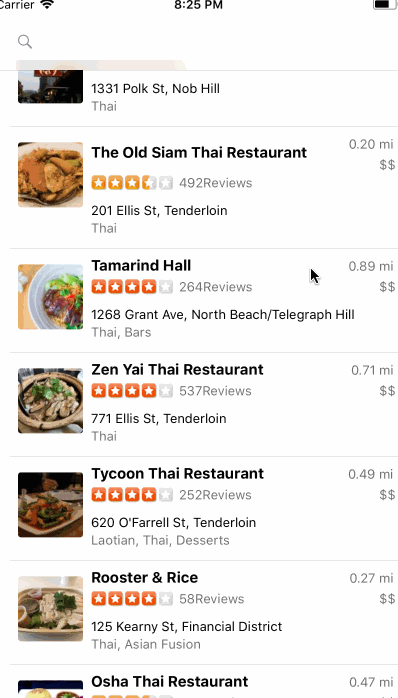 Carrier 8:25 PM
1331 Polk St, Nob Hill
Thai
The Old Siam Thai Restaurant 0.20 mi
492Reviews $$
201 Ellis St, Tenderloin
Thai
Tamarind Hall 0.89 mi
264Reviews $$
1268 Grant Ave, North Beach/Telegraph Hill
Thai, Bars
Zen Yai Thai Restaurant 0.71 mi
537Reviews $$
771 Ellis St, Tenderloin
Thai
Tycoon Thai Restaurant 0.49 mi
252Reviews $$
620 O'Farrell St, Tenderloin
Laotian, Thai, Desserts
Rooster & Rice 0.27 mi
58Reviews $$
125 Kearny St, Financial District
Thai, Asian Fusion
Osha Thai Restaurant 0.47 mi